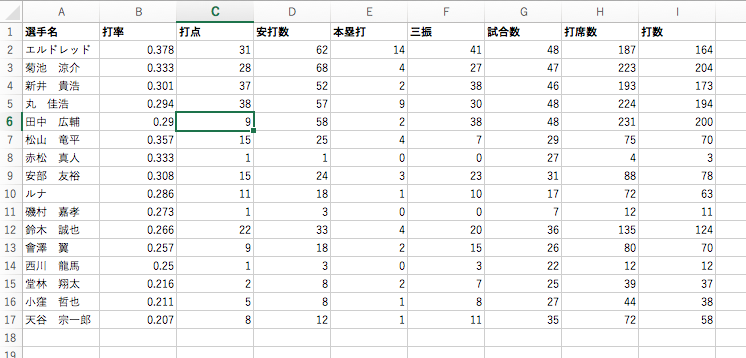 A B C D E F G H I
1 選手名 打率 打点 安打数 本塁打 三振 試合数 打席数 打数
2 エルドレッド 0.378 31 62 14 41 48 187 164
3 菊池　涼介 0.333 28 68 4 27 47 223 204
4 新井　貴浩 0.301 37 52 2 38 46 193 173
5 丸　佳浩 0.294 38 57 9 30 48 224 194
6 田中　広輔 0.29 9 58 2 38 48 231 200
7 松山　竜平 0.357 15 25 4 7 29 75 70
8 赤松　真人 0.333 1 1 0 0 27 4 3
9 安部　友裕 0.308 15 24 3 23 31 88 78
10 ルナ 0.286 11 18 1 10 17 72 63
11 磯村　嘉孝 0.273 1 3 0 0 7 12 11
12 鈴木　誠也 0.266 22 33 4 20 36 135 124
13 會澤　翼 0.257 9 18 2 15 26 80 70
14 西川　龍馬 0.25 1 3 0 3 22 12 12
15 堂林　翔太 0.216 2 8 2 7 25 39 37
16 小窪　哲也 0.211 5 8 1 8 27 44 38
17 天谷　宗一郎 0.207 8 12 1 11 35 72 58
18
19